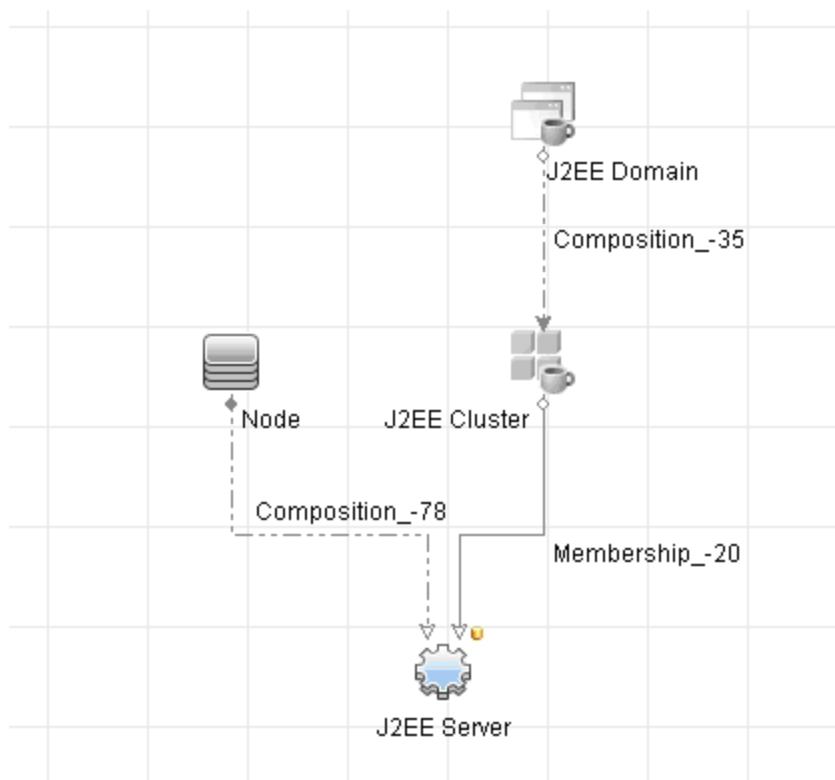 J2EE Domain
Composition_-35
Node
J2EE Cluster
Composition_-78
Membership_-20
J2EE Server